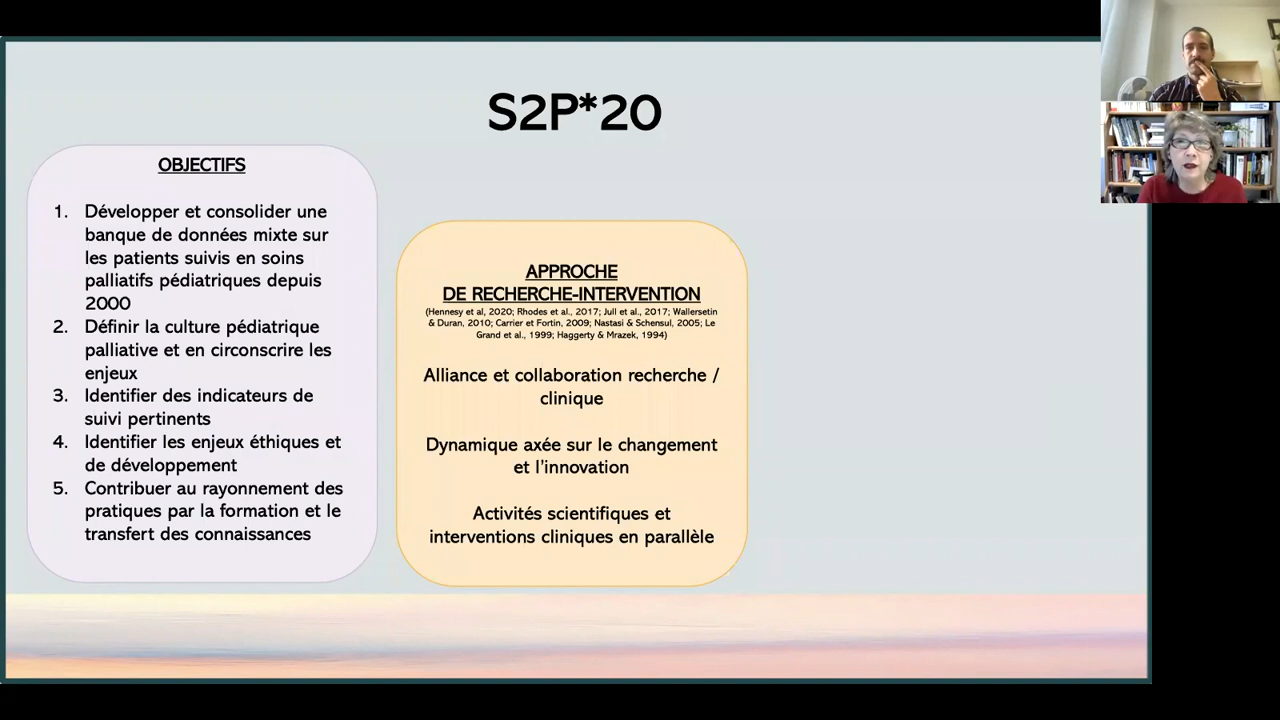 S2P*20
OBJECTIFS
1. Développer et consolider une
banque de données mixte sur
les patients suivis en soins
palliatifs pédiatriques depuis
2000
2. Définir la culture pédiatrique
palliative et en circonscrire les
enjeux
3. Identifier des indicateurs de
suivi pertinents
4. Identifier les enjeux éthiques et
de développement
5. Contribuer au rayonnement des
pratiques par la formation et le
transfert des connaissances
APPROCHE
DE RECHERCHE-INTERVENTION
(Hennesy et al, 2020; Rhodes et al., 2017; Jull et al., 2017; Wallersetin
& Duran, 2010; Carrier et Fortin, 2009; Nastasi & Schensul, 2005; Le
Grand et al., 1999; Haggerty & Mrazek, 1994)
Alliance et collaboration recherche /
clinique
Dynamique axée sur le changement
et l'innovation
Activités scientifiques et
interventions cliniques en parallèle